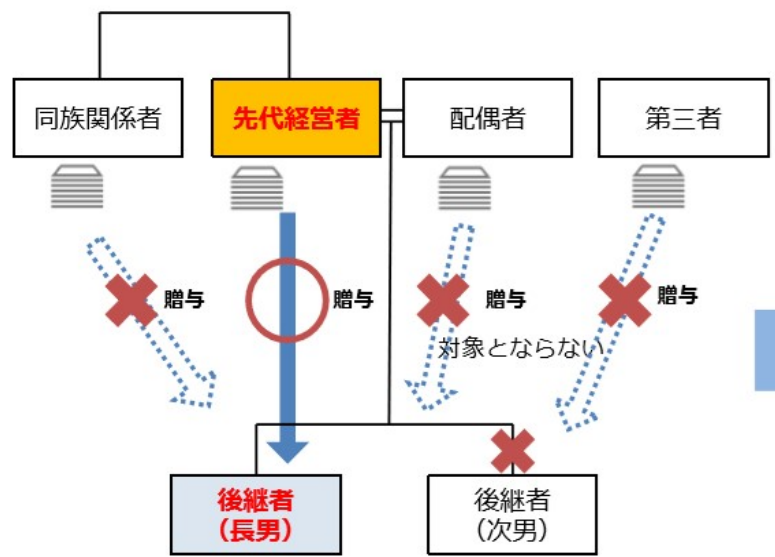 同族関係者
先代経営者
配偶者
第三者
贈与
贈与
贈与
贈与
対象とならない
後継者
（長男）
後継者
（次男）